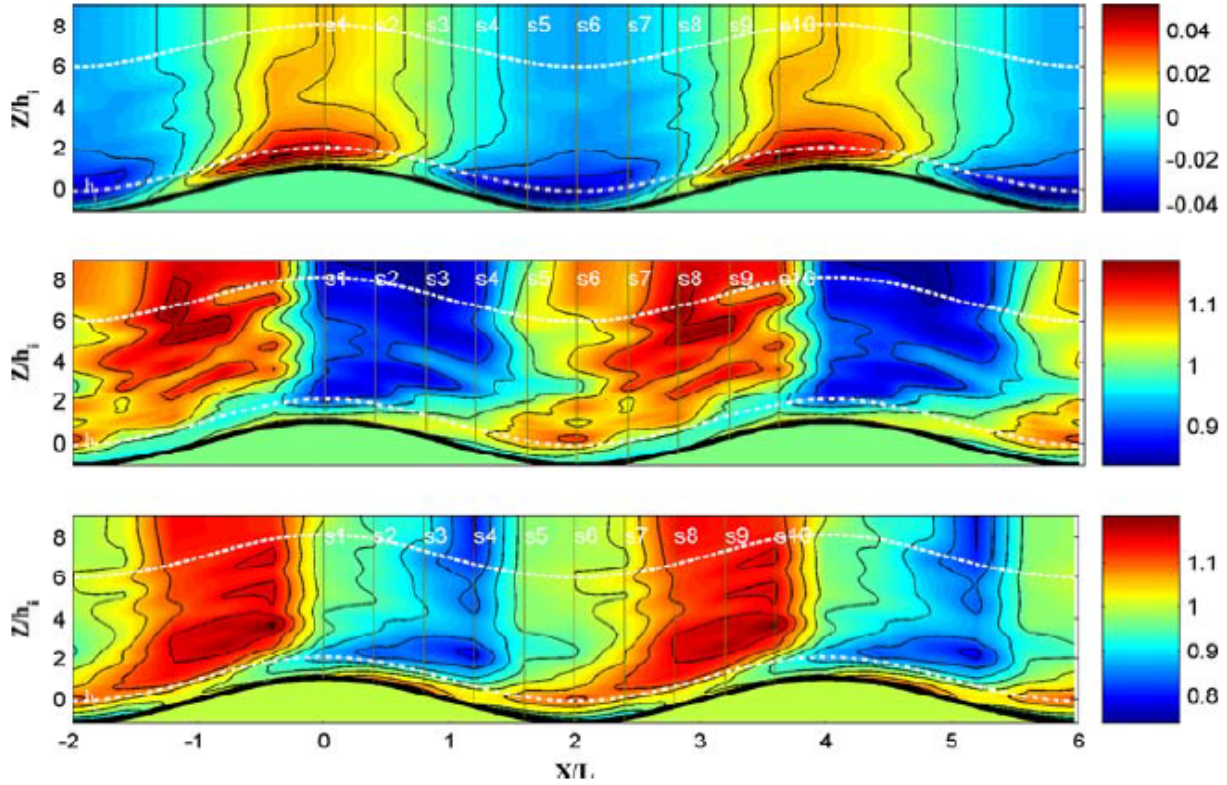 8 s1 s2 s3 s4 s5 s6 s7 s8 s9 s10 0.04
6 0.02
Z/hi 4 0
2 -0.02
0 -0.04
8 s1 s2 s3 s4 s5 s6 s7 s8 s9 s10 1.1
6
Z/hi 4 1
2
0 0.9
8 s1 s2 s3 s4 s5 s6 s7 s8 s9 s10 1.1
6 1
Z/hi 4 0.9
2 0.8
0
-2 -1 0 1 2 3 4 5 6
X/L